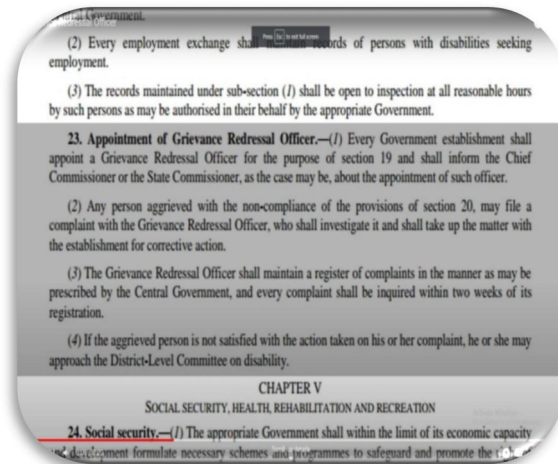 Government.
Redressal Officer
Press Esc to exit full screen
(2) Every employment exchange shall maintain records of persons with disabilities seeking
employment.
(3) The records maintained under sub-section (1) shall be open to inspection at all reasonable hours
by such persons as may be authorised in their behalf by the appropriate Government.
23. Appointment of Grievance Redressal Officer.—(1) Every Government establishment shall
appoint a Grievance Redressal Officer for the purpose of section 19 and shall inform the Chief
Commissioner or the State Commissioner, as the case may be, about the appointment of such officer.
(2) Any person aggrieved with the non-compliance of the provisions of section 20, may file a
complaint with the Grievance Redressal Officer, who shall investigate it and shall take up the matter with
the establishment for corrective action.
(3) The Grievance Redressal Officer shall maintain a register of complaints in the manner as may be
prescribed by the Central Government, and every complaint shall be inquired within two weeks of its
registration.
(4) If the aggrieved person is not satisfied with the action taken on his or her complaint, he or she may
approach the District-Level Committee on disability.
CHAPTER V
SOCIAL SECURITY, HEALTH, REHABILITATION AND RECREATION
24. Social security.—(1) The appropriate Government shall within the limit of its economic capacity
and development formulate necessary schemes and programmes to safeguard and promote the